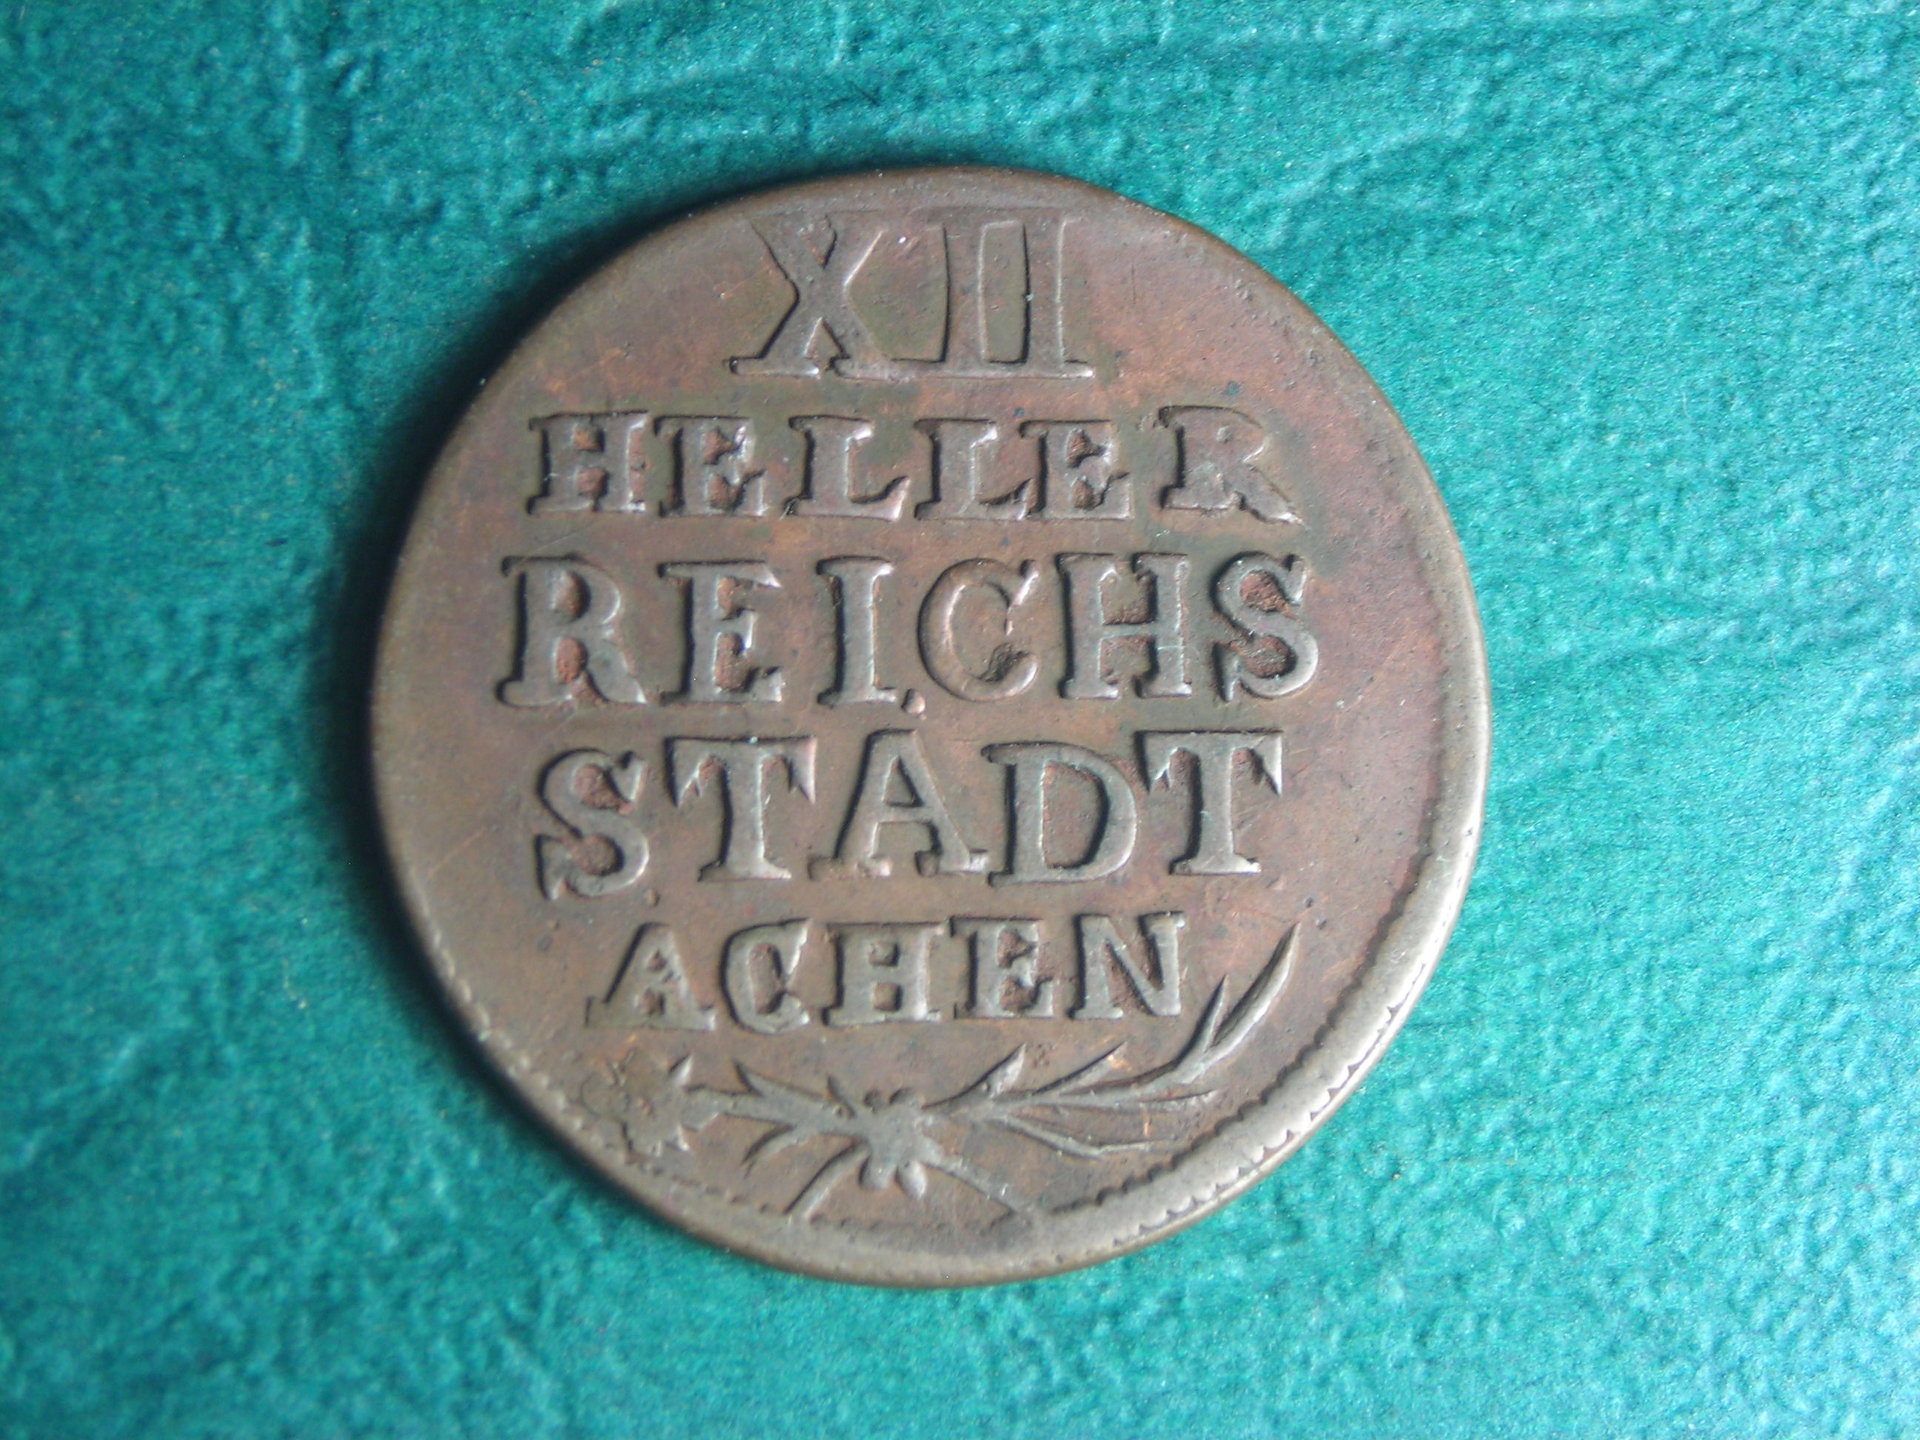 XII
HELLER
REICHS
STADT
ACHEN